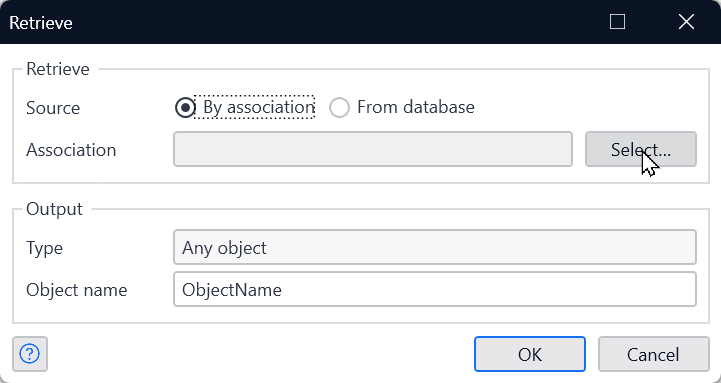 Retrieve
Retrieve
Source By association From database
Association Select...
Output
Type Any object
Object name ObjectName
? OK Cancel